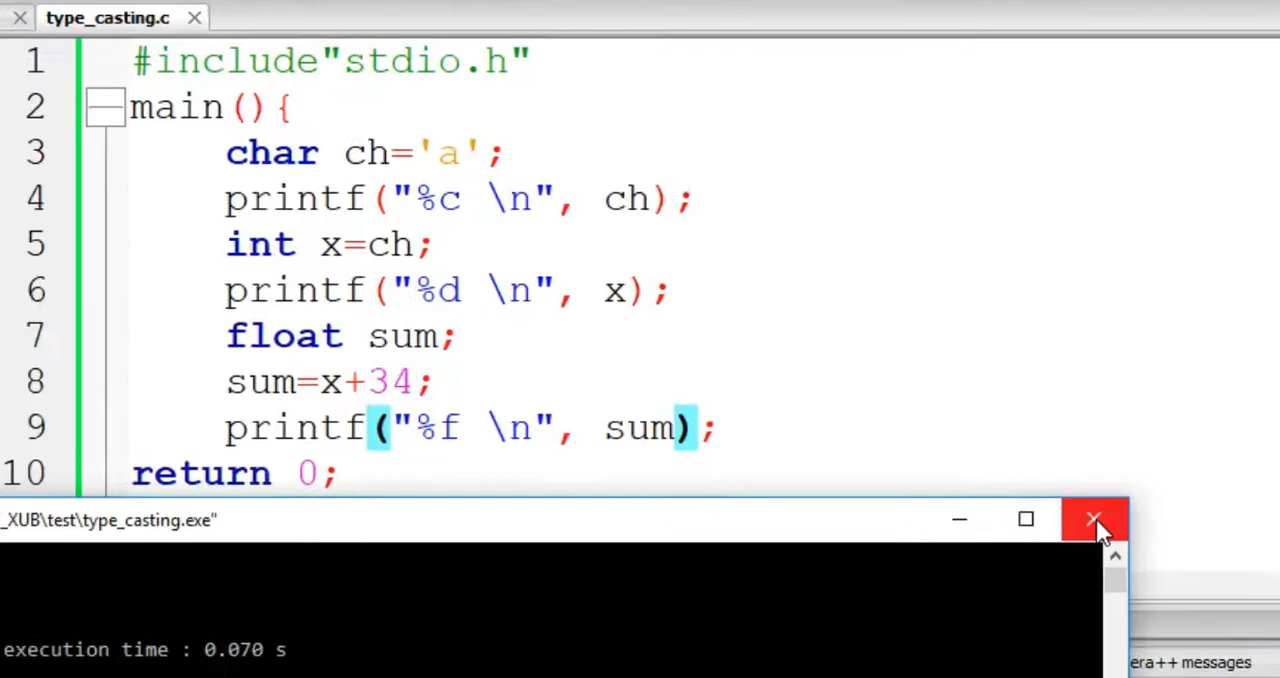 type_casting.c
1 #include"stdio.h"
2 main(){
3 char ch='a';
4 printf("%c \n", ch);
5 int x=ch;
6 printf("%d \n", x);
7 float sum;
8 sum=x+34;
9 printf("%f \n", sum);
10 return 0;
_XUB\test\type_casting.exe"
execution time : 0.070 s
era++ messages